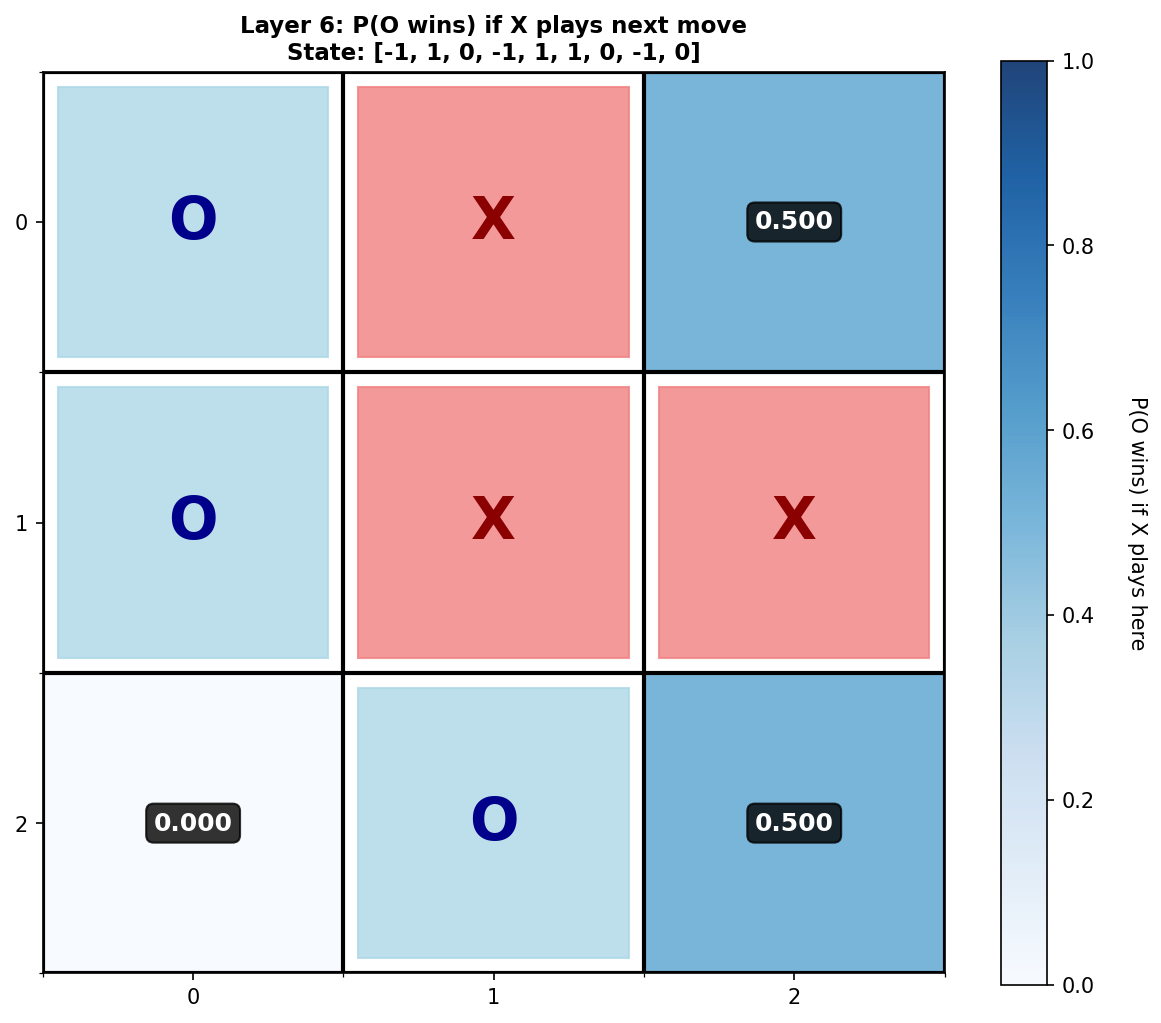 Layer 6: P(O wins) if X plays next move
State: [-1, 1, 0, -1, 1, 1, 0, -1, 0]
0
O
X
0.500
1
O
X
X
2
0.000
O
0.500
0
1
2
1.0
0.8
0.6
0.4
0.2
0.0
P(O wins) if X plays here